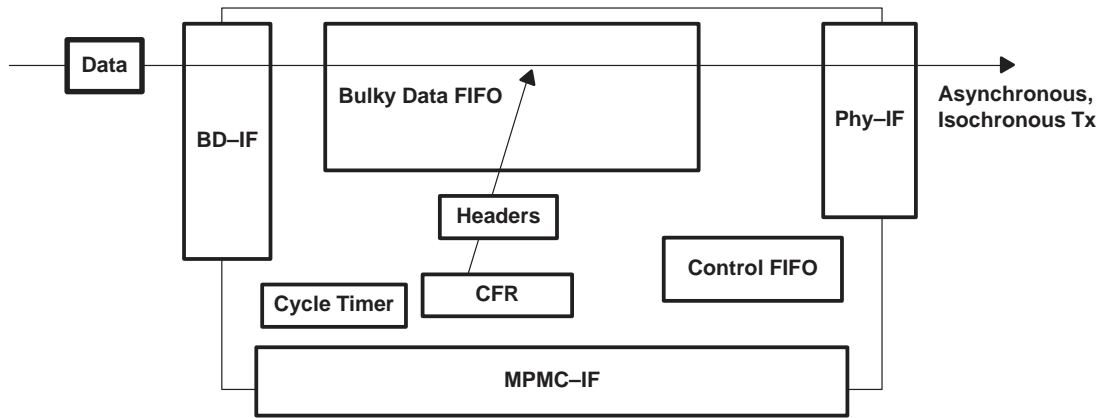 Data
Bulky Data FIFO
BD–IF
Phy–IF
Asynchronous,
Isochronous Tx
Headers
Control FIFO
CFR
Cycle Timer
MPMC–IF